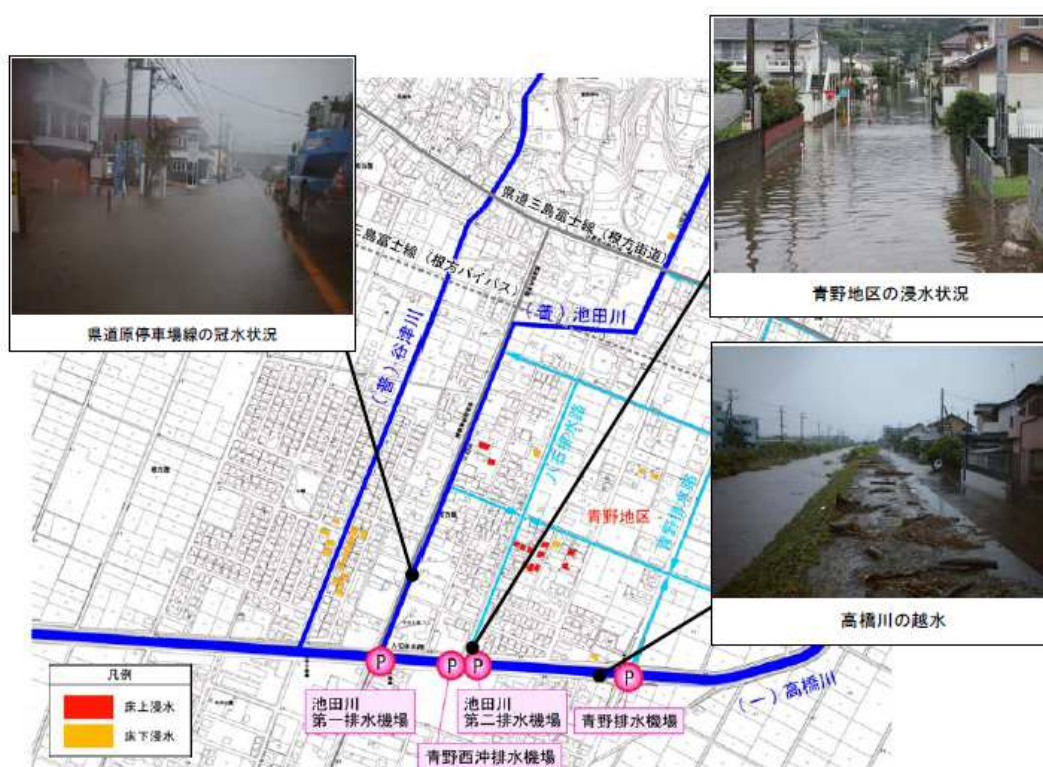 県道原停車場線の冠水状況
青野地区の浸水状況
高橋川の越水
県道三島富士線（根方街道）
三島富士線（根方バイパス）
（普）谷津川
（普）池田川
八石排水路
青野排水路
青野地区
（一）高橋川
P
P
P
P
池田川
第一排水機場
青野西沖排水機場
池田川
第二排水機場
青野排水機場
凡例
床上浸水
床下浸水